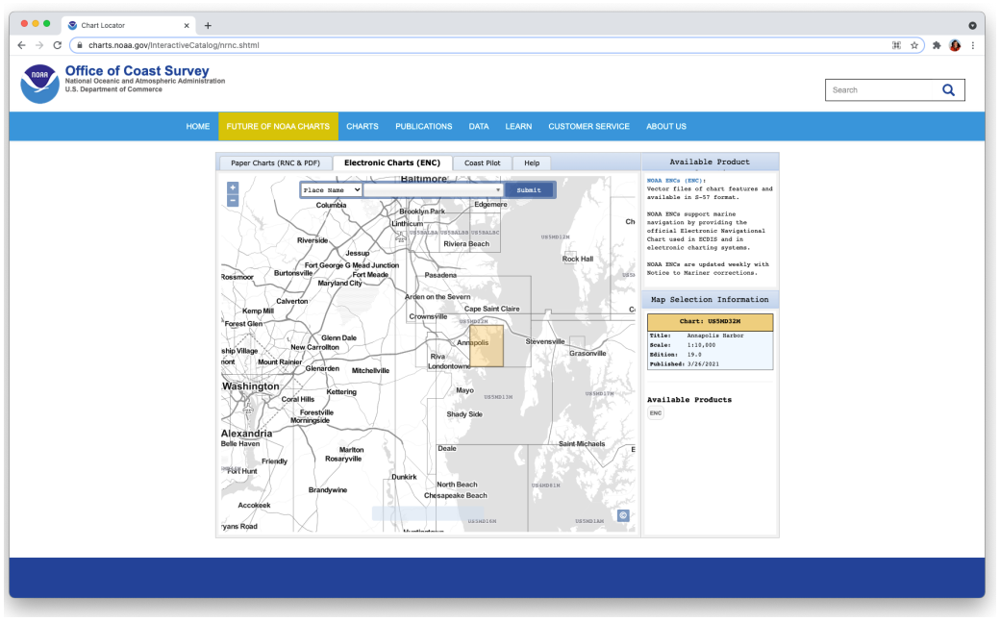 Chart Locator
charts.noaa.gov/InteractiveCatalog/nrnc.shtml
NOAA
Office of Coast Survey
National Oceanic and Atmospheric Administration
U.S. Department of Commerce
Search
HOME FUTURE OF NOAA CHARTS CHARTS PUBLICATIONS DATA LEARN CUSTOMER SERVICE ABOUT US
Paper Charts (RNC & PDF) Electronic Charts (ENC) Coast Pilot Help
Place Name Submit
Baltimore
Columbia
Edgemere
Brooklyn Park
Linthicum
Ch
US5BALBA US5BALBB US5BALBC
US5MD12M
Riverside
Riviera Beach
Jessup
Rock Hall
Fort George G Mead Junction
Rossmoor
Burtonsville
Fort Meade
Pasadena
Maryland City
Arden on the Severn
Calverton
Kemp Mill
Cape Saint Claire
Crownsville
Forest Glen
Glenn Dale
Annapolis
Stevensville
ship Village
New Carrollton
Grasonville
mont
Mount Rainier
Riva
Glenarden
Mitchellville
Londontowne
Washington
Kettering
Mayo
US5MD13M
US5MD17M
Coral Hills
Forestville
Shady Side
Morningside
Alexandria
Belle Haven
Marlton
Deale
Saint Michaels
E
Friendly
Rosaryville
Fort Hunt
Dunkirk
North Beach
Brandywine
US4MD81M
Chesapeake Beach
Accokeek
US5MD19M
US5MD1AM
ryans Road
Huntingtown
©
Available Product
NOAA ENCs (ENC):
Vector files of chart features and
available in S-57 format.
NOAA ENCs support marine
navigation by providing the
official Electronic Navigational
Chart used in ECDIS and in
electronic charting systems.
NOAA ENCs are updated weekly with
Notice to Mariner corrections.
Map Selection Information
Chart: US5MD32M
Title: Annapolis Harbor
Scale: 1:10,000
Edition: 19.0
Published: 3/26/2021
Available Products
ENC